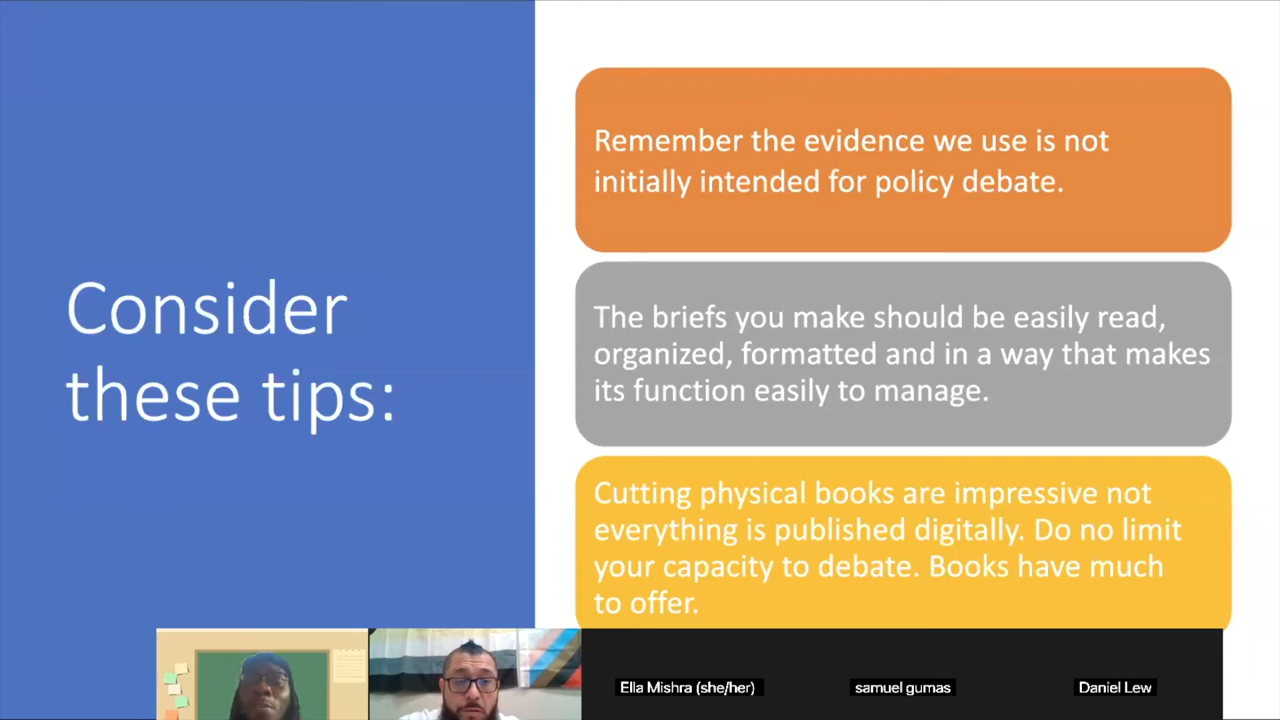 Consider
these tips:
Remember the evidence we use is not
initially intended for policy debate.
The briefs you make should be easily read,
organized, formatted and in a way that makes
its function easily to manage.
Cutting physical books are impressive not
everything is published digitally. Do no limit
your capacity to debate. Books have much
to offer.
Ella Mishra (she/her)
samuel gumas
Daniel Lew